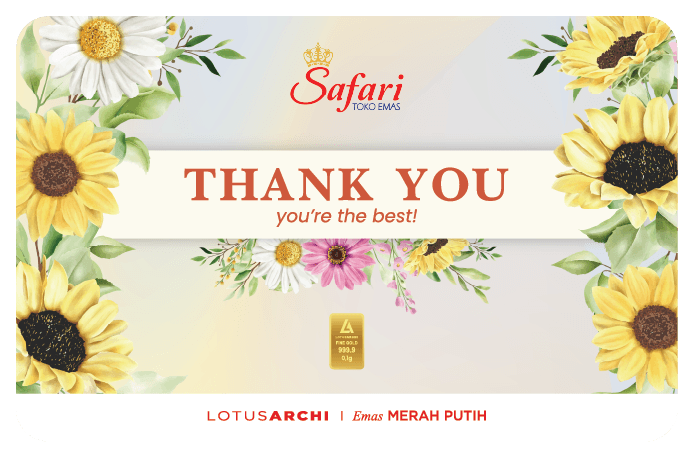 Safari
TOKO EMAS
THANK YOU
you're the best!
LOTUSARCHI
FINE GOLD
999.9
0,1g
LOTUSARCHI | Emas MERAH PUTIH